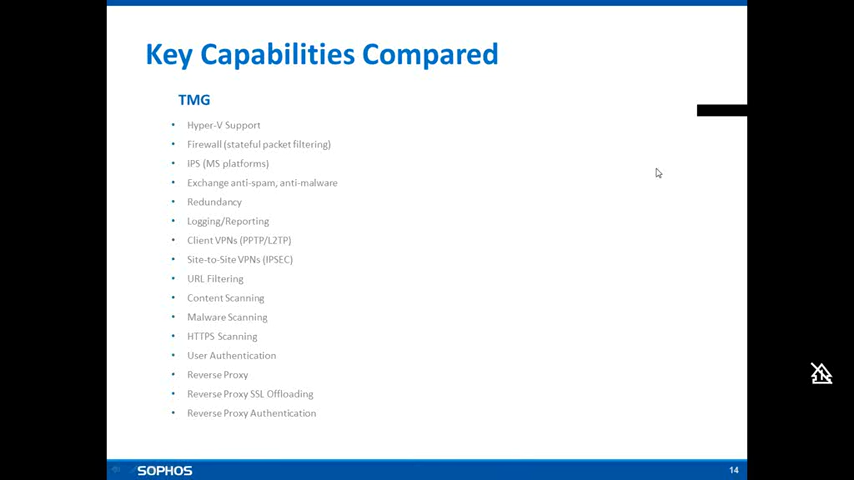 Key Capabilities Compared
TMG
• Hyper-V Support
• Firewall (stateful packet filtering)
• IPS (MS platforms)
• Exchange anti-spam, anti-malware
• Redundancy
• Logging/Reporting
• Client VPNs (PPTP/L2TP)
• Site-to-Site VPNs (IPSEC)
• URL Filtering
• Content Scanning
• Malware Scanning
• HTTPS Scanning
• User Authentication
• Reverse Proxy
• Reverse Proxy SSL Offloading
• Reverse Proxy Authentication
SOPHOS
14